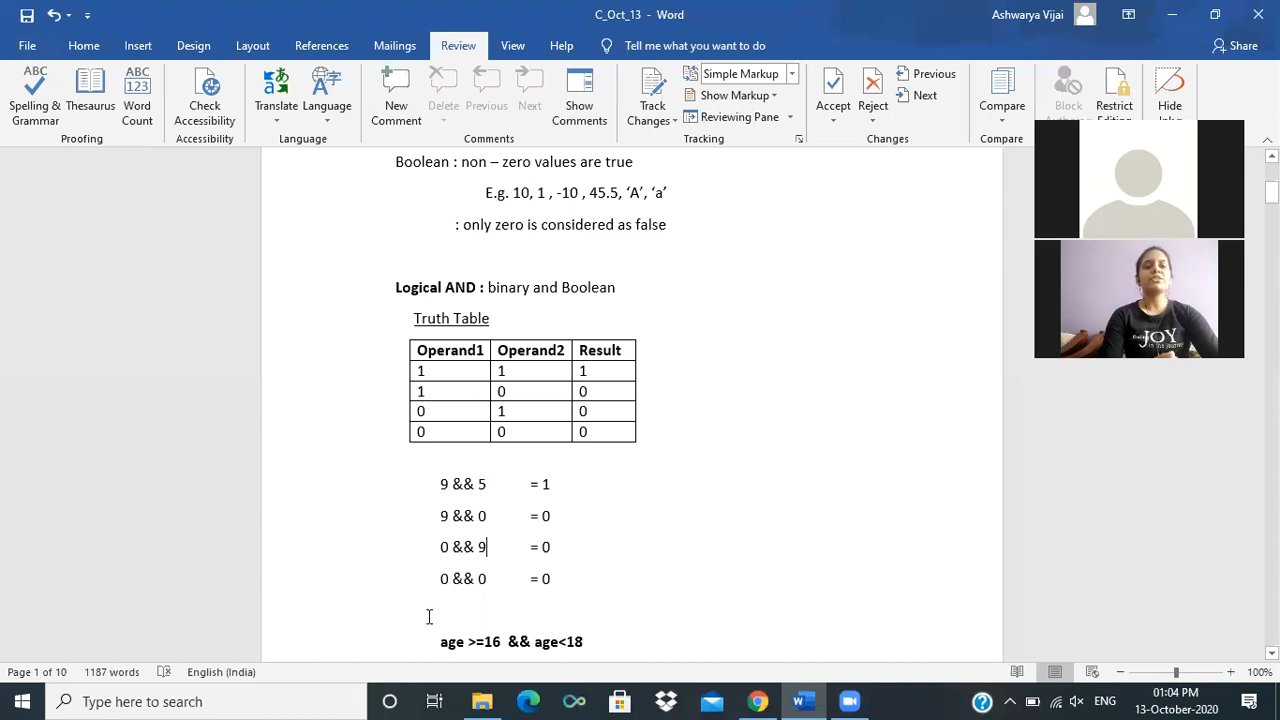 C_Oct_13 - Word
Ashwarya Vijai
File Home Insert Design Layout References Mailings Review View Help Tell me what you want to do Share
ABC
ABC
123
Simple Markup
Previous
Show Markup
Next
Reviewing Pane
Spelling & Grammar
Thesaurus
Word Count
Check Accessibility
Translate
Language
New Comment
Delete
Previous
Next
Show Comments
Track Changes
Accept
Reject
Compare
Block
Restrict Editing
Hide
Proofing Accessibility Language Comments Tracking Changes Compare
Boolean : non – zero values are true
E.g. 10, 1 , -10 , 45.5, ‘A’, ‘a’
: only zero is considered as false
Logical AND : binary and Boolean
Truth Table
Operand1 Operand2 Result
1 1 1
1 0 0
0 1 0
0 0 0
9 && 5 = 1
9 && 0 = 0
0 && 9 = 0
0 && 0 = 0
age >=16 && age<18
JOY
Page 1 of 10 1187 words English (India) 100%
Type here to search
ENG
01:04 PM
13-October-2020